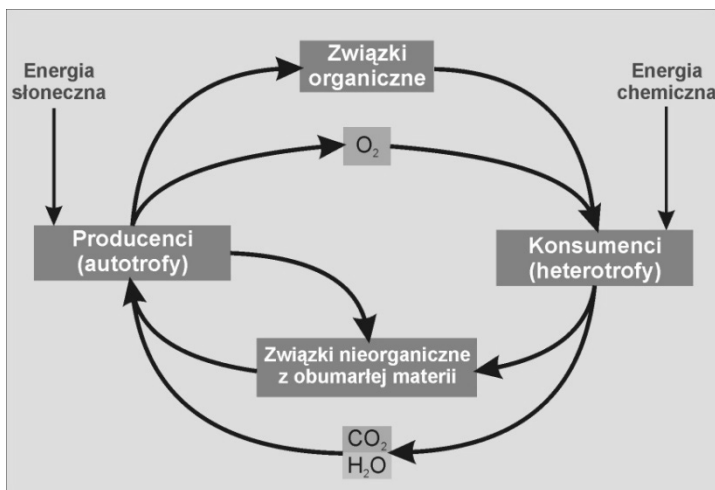 Związki
organiczne
Energia
słoneczna
Energia
chemiczna
O₂
Producenci
(autotrofy)
Konsumenci
(heterotrofy)
Związki nieorganiczne
z obumarłej materii
CO₂
H₂O